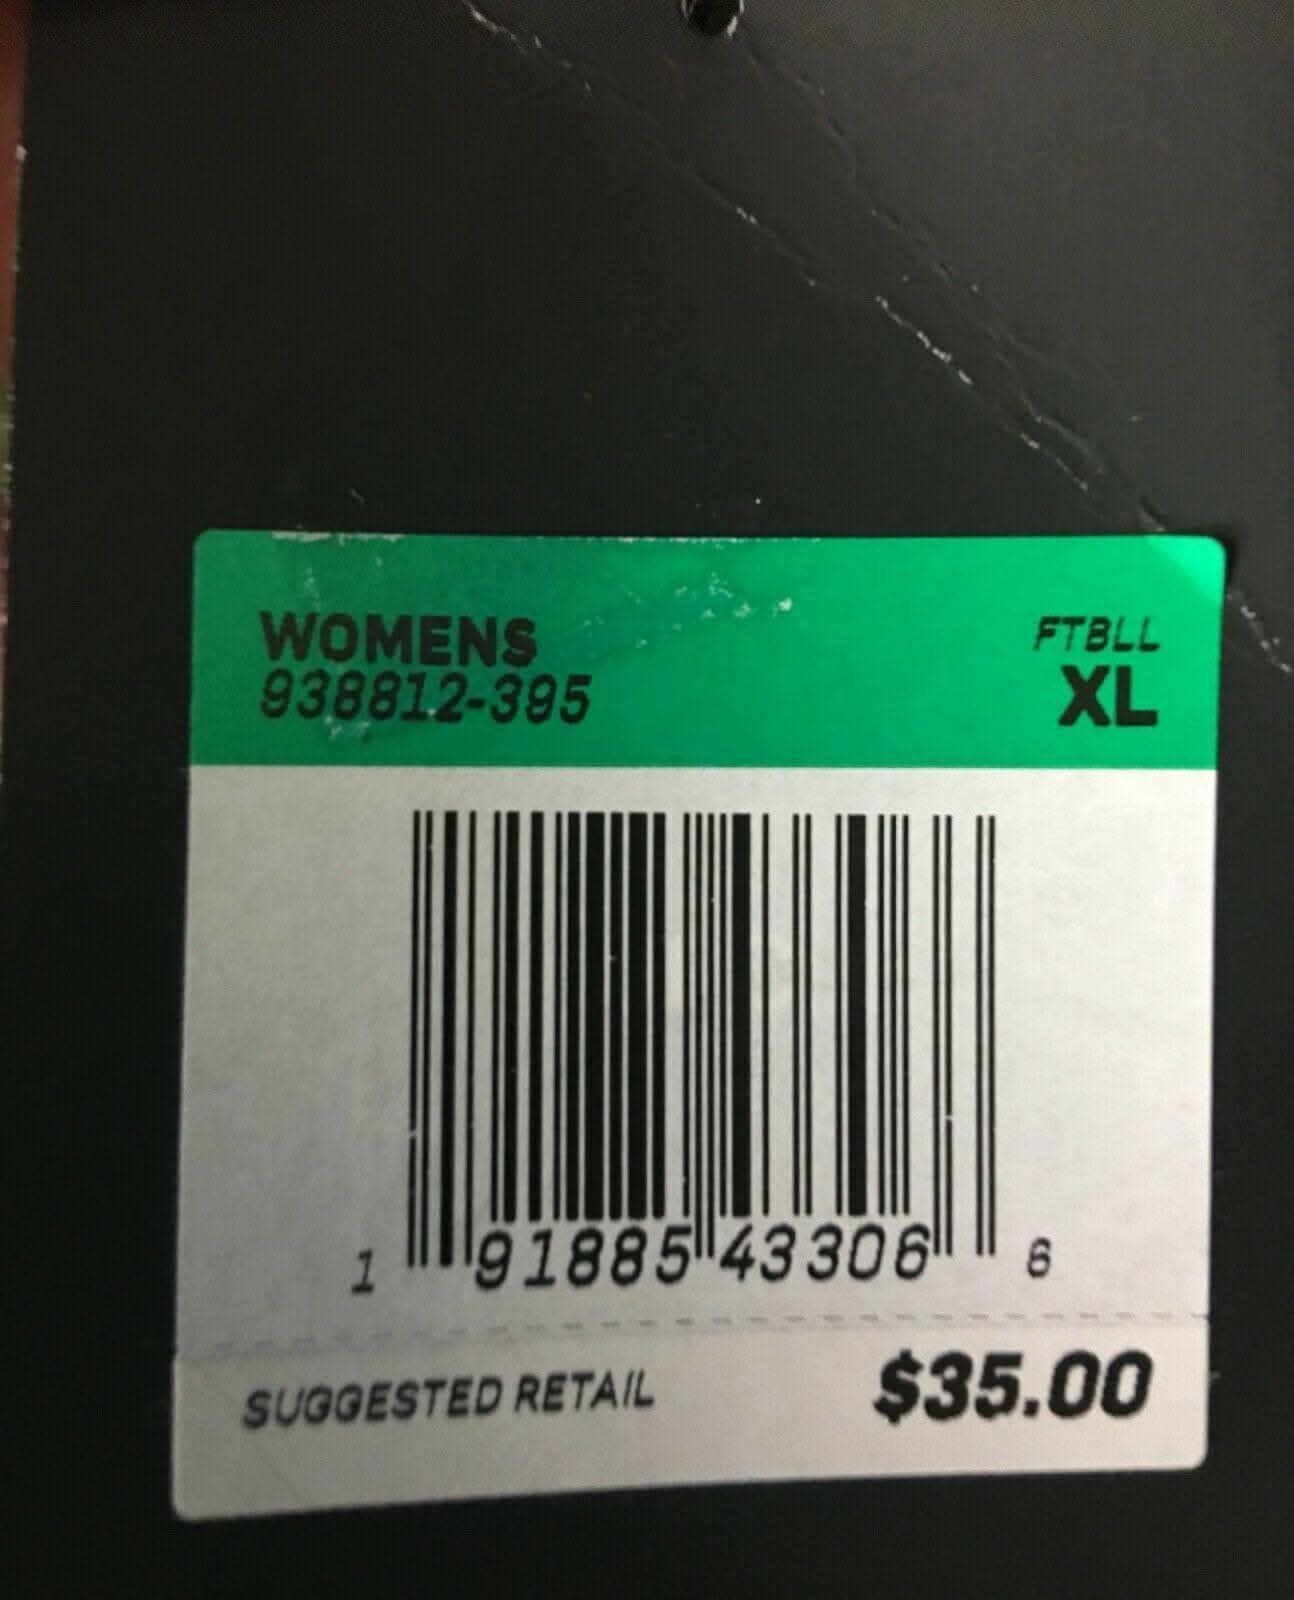 WOMENS
938812-395
FTBLL
XL
1 91885 43306 6
SUGGESTED RETAIL $35.00